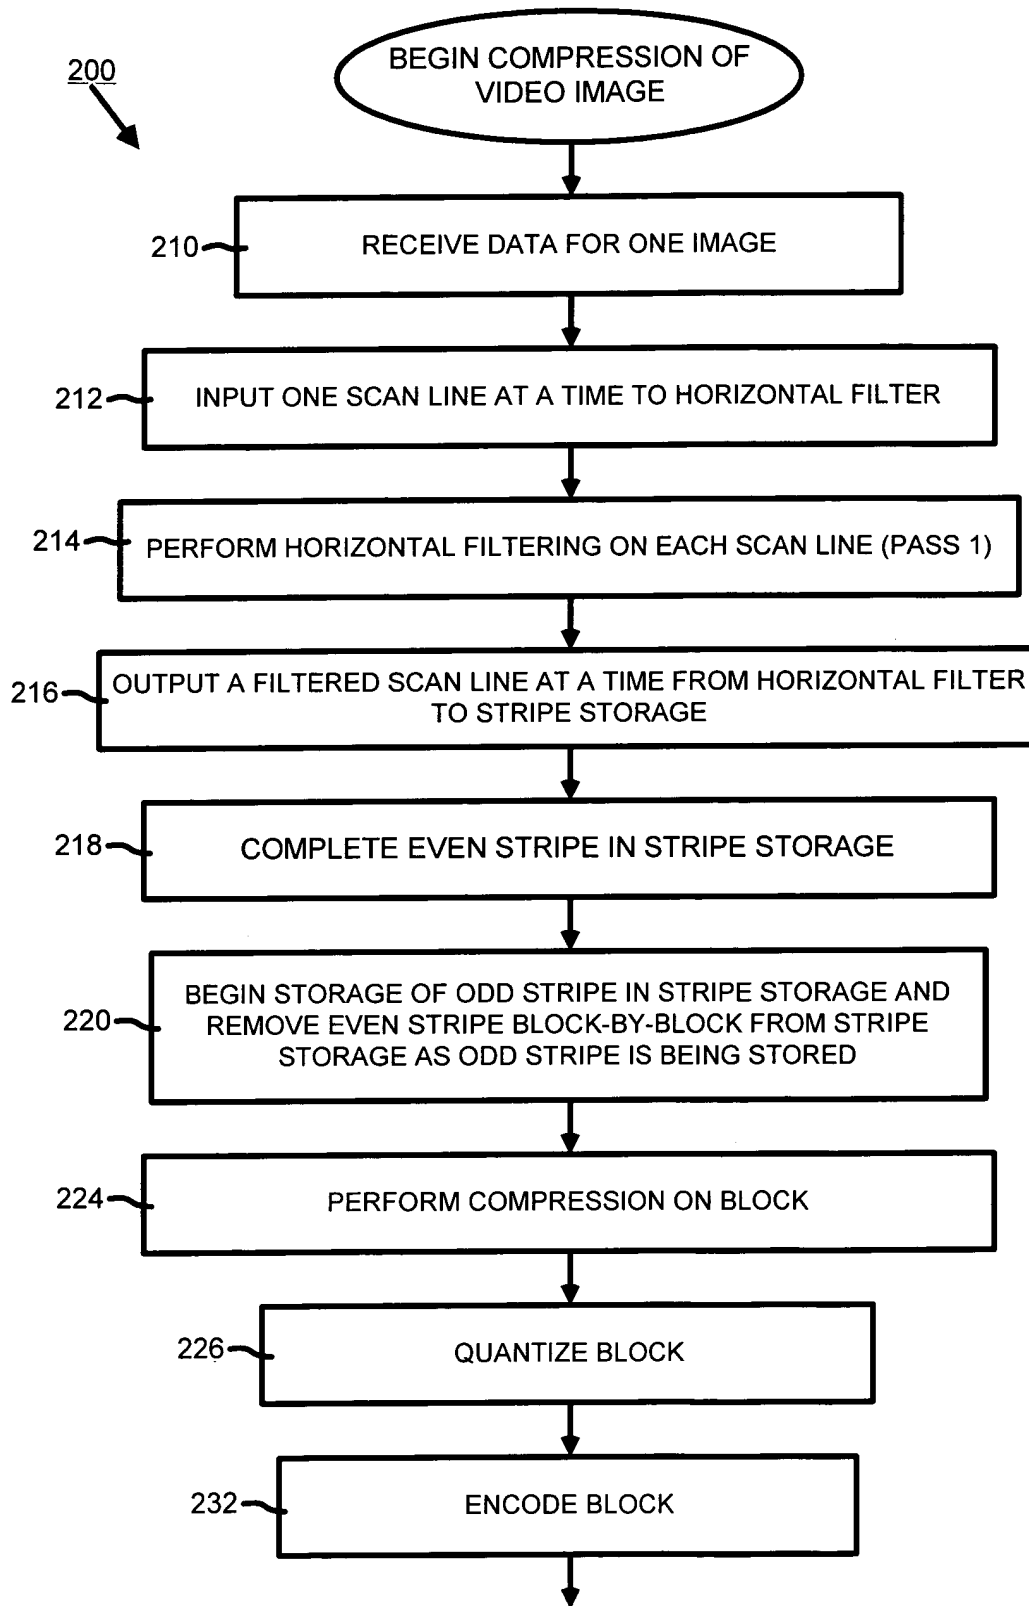 200
BEGIN COMPRESSION OF
VIDEO IMAGE
210
RECEIVE DATA FOR ONE IMAGE
212
INPUT ONE SCAN LINE AT A TIME TO HORIZONTAL FILTER
214
PERFORM HORIZONTAL FILTERING ON EACH SCAN LINE (PASS 1)
216
OUTPUT A FILTERED SCAN LINE AT A TIME FROM HORIZONTAL FILTER
TO STRIPE STORAGE
218
COMPLETE EVEN STRIPE IN STRIPE STORAGE
220
BEGIN STORAGE OF ODD STRIPE IN STRIPE STORAGE AND
REMOVE EVEN STRIPE BLOCK-BY-BLOCK FROM STRIPE
STORAGE AS ODD STRIPE IS BEING STORED
224
PERFORM COMPRESSION ON BLOCK
226
QUANTIZE BLOCK
232
ENCODE BLOCK